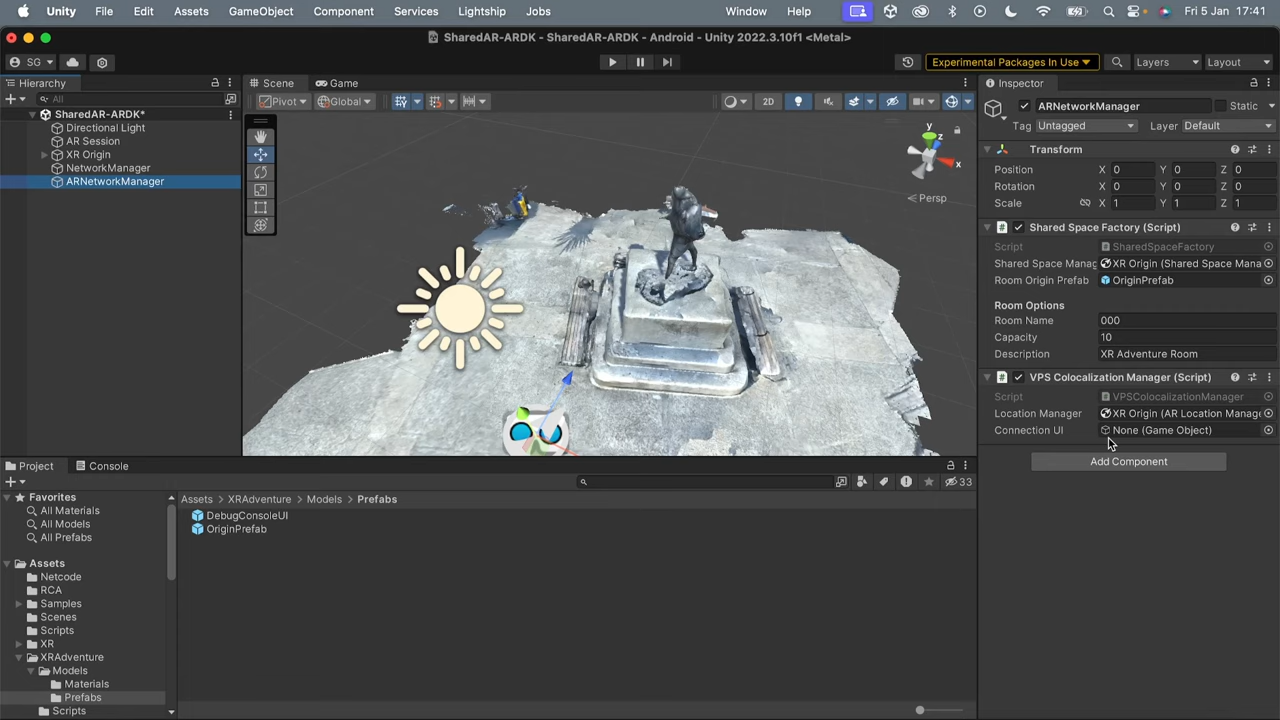 Unity File Edit Assets GameObject Component Services Lightship Jobs Window Help Fri 5 Jan 17:41
SharedAR-ARDK - SharedAR-ARDK - Android - Unity 2022.3.10f1 <Metal>
SG Experimental Packages In Use Layers Layout
Hierarchy
All
SharedAR-ARDK*
Directional Light
AR Session
XR Origin
NetworkManager
ARNetworkManager
Scene Game
Pivot Global 2D
y
z
x
Persp
Inspector
ARNetworkManager Static
Tag Untagged Layer Default
Transform
Position X 0 Y 0 Z 0
Rotation X 0 Y 0 Z 0
Scale X 1 Y 1 Z 1
Shared Space Factory (Script)
Script SharedSpaceFactory
Shared Space Manag XR Origin (Shared Space Mana
Room Origin Prefab OriginPrefab
Room Options
Room Name 000
Capacity 10
Description XR Adventure Room
VPS Colocalization Manager (Script)
Script VPSColocalizationManager
Location Manager XR Origin (AR Location Manage
Connection UI None (Game Object)
Add Component
Project Console
33
Favorites
All Materials
All Models
All Prefabs
Assets
Netcode
RCA
Samples
Scenes
Scripts
XR
XRAdventure
Models
Materials
Prefabs
Scripts
Assets > XRAdventure > Models > Prefabs
DebugConsoleUI
OriginPrefab